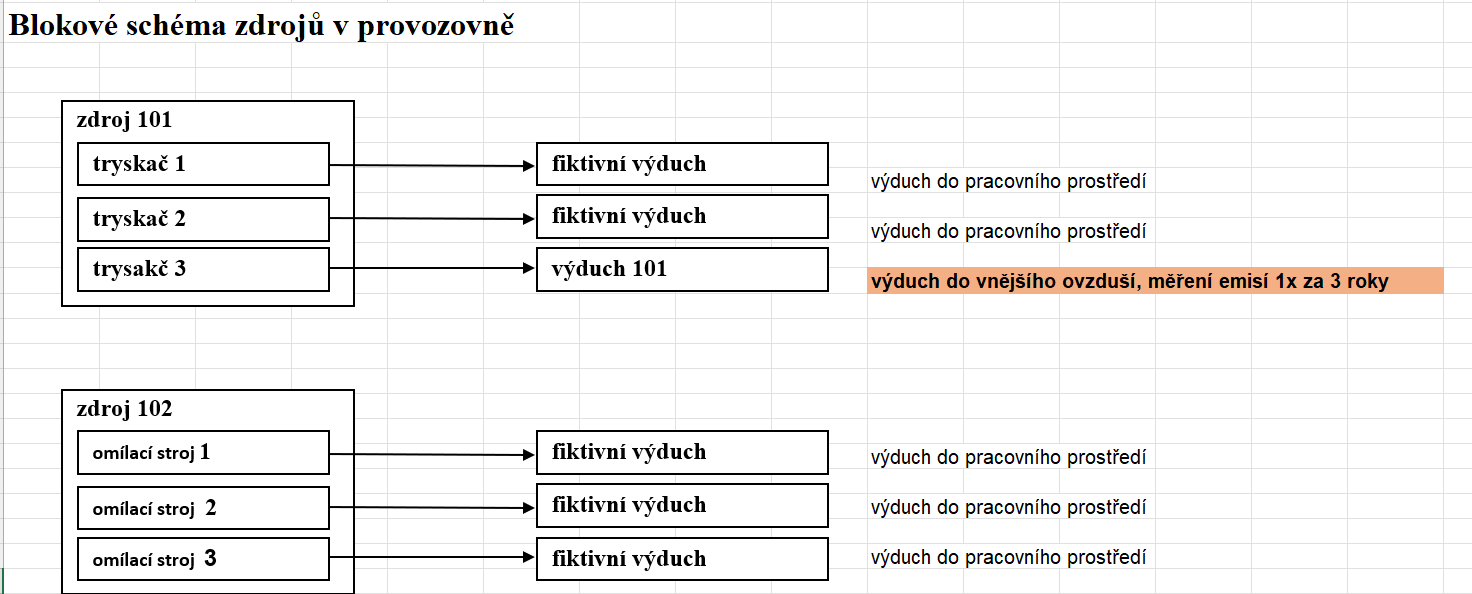 Blokové schéma zdrojů v provozovně
zdroj 101
tryskač 1
fiktivní výduch
výduch do pracovního prostředí
tryskač 2
fiktivní výduch
výduch do pracovního prostředí
trysakč 3
výduch 101
výduch do vnějšího ovzduší, měření emisí 1x za 3 roky
zdroj 102
omílací stroj 1
fiktivní výduch
výduch do pracovního prostředí
omílací stroj 2
fiktivní výduch
výduch do pracovního prostředí
omílací stroj 3
fiktivní výduch
výduch do pracovního prostředí